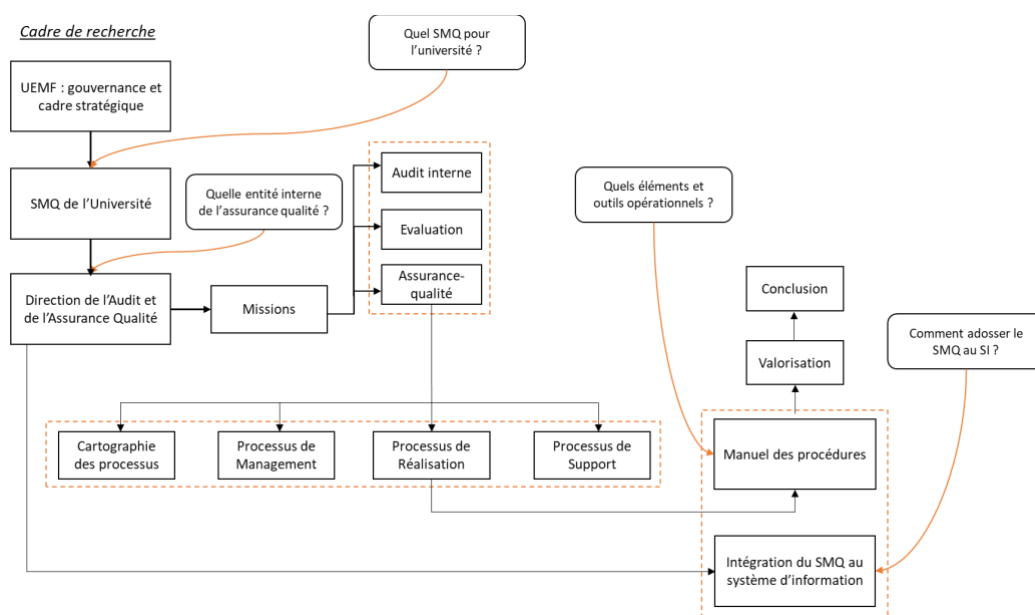 Cadre de recherche
Quel SMQ pour
l'université ?
UEMF : gouvernance et
cadre stratégique
SMQ de l'Université
Quelle entité interne
de l'assurance qualité ?
Audit interne
Evaluation
Assurance-
qualité
Quels éléments et
outils opérationnels ?
Direction de l'Audit et
de l'Assurance Qualité
Missions
Conclusion
Valorisation
Comment adosser le
SMQ au SI ?
Cartographie
des processus
Processus de
Management
Processus de
Réalisation
Processus de
Support
Manuel des procédures
Intégration du SMQ au
système d'information